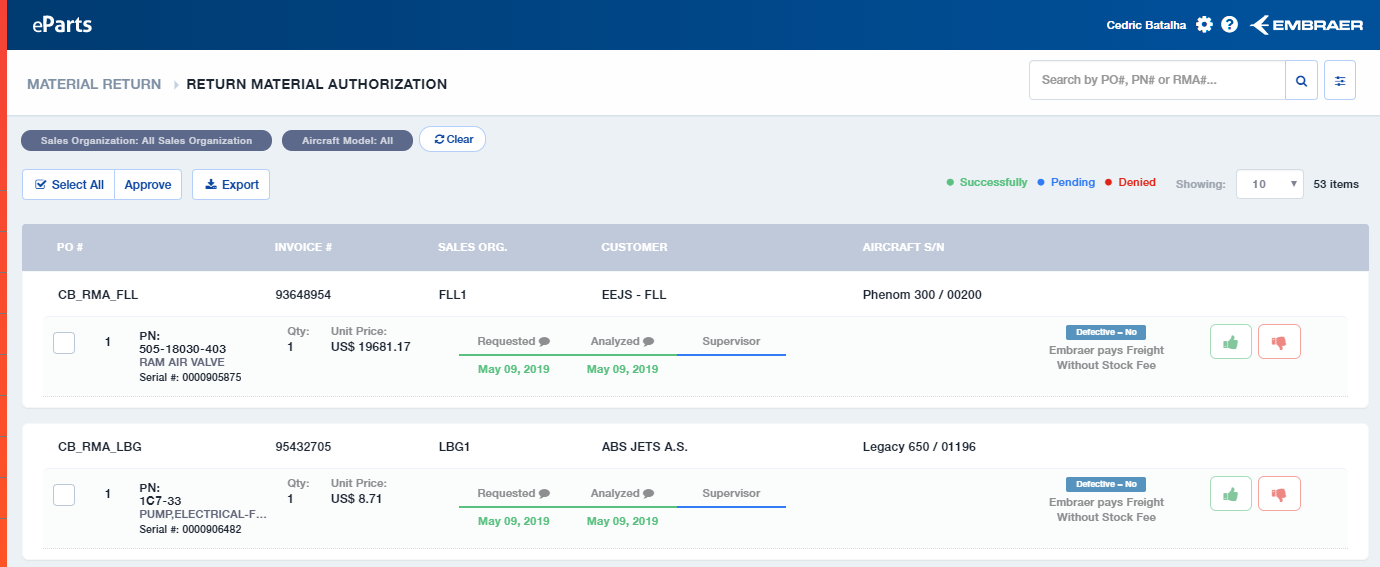 eParts
Cedric Batalha
EMBRAER
MATERIAL RETURN RETURN MATERIAL AUTHORIZATION
Search by PO#, PN# or RMA#...
Sales Organization: All Sales Organization
Aircraft Model: All
Clear
Select All
Approve
Export
Successfully
Pending
Denied
Showing:
10
53 items
PO # INVOICE # SALES ORG. CUSTOMER AIRCRAFT S/N
CB_RMA_FLL 93648954 FLL1 EEJS - FLL Phenom 300 / 00200
1
PN:
505-18030-403
RAM AIR VALVE
Serial #: 0000905875
Qty:
1
Unit Price:
US$ 19681.17
Requested Analyzed Supervisor
May 09, 2019 May 09, 2019
Defective – No
Embraer pays Freight
Without Stock Fee
CB_RMA_LBG 95432705 LBG1 ABS JETS A.S. Legacy 650 / 01196
1
PN:
1C7-33
PUMP,ELECTRICAL-F...
Serial #: 0000906482
Qty:
1
Unit Price:
US$ 8.71
Requested Analyzed Supervisor
May 09, 2019 May 09, 2019
Defective – No
Embraer pays Freight
Without Stock Fee